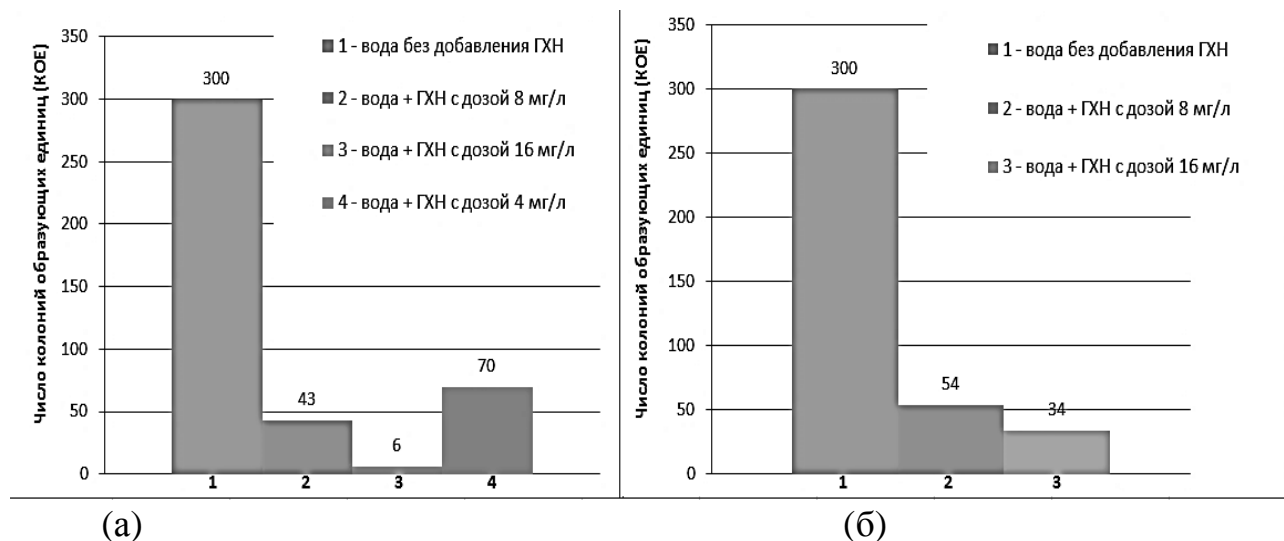 Число колоний образующих единиц (КОЕ)
350
300
250
200
150
100
50
0
300
43
6
70
1
2
3
4
1 - вода без добавления ГХН
2 - вода + ГХН с дозой 8 мг/л
3 - вода + ГХН с дозой 16 мг/л
4 - вода + ГХН с дозой 4 мг/л
(а)
Число колоний образующих единиц (КОЕ)
350
300
250
200
150
100
50
0
300
54
34
1
2
3
1 - вода без добавления ГХН
2 - вода + ГХН с дозой 8 мг/л
3 - вода + ГХН с дозой 16 мг/л
(б)